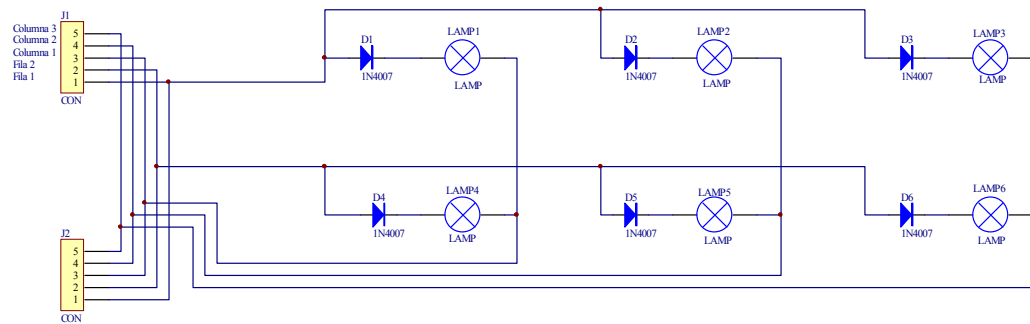 J1
Columna 3
Columna 2
Columna 1
Fila 2
Fila 1
5
4
3
2
1
CON
D1
1N4007
LAMP1
LAMP
D2
1N4007
LAMP2
LAMP
D3
1N4007
LAMP3
LAMP
D4
1N4007
LAMP4
LAMP
D5
1N4007
LAMP5
LAMP
D6
1N4007
LAMP6
LAMP
J2
5
4
3
2
1
CON